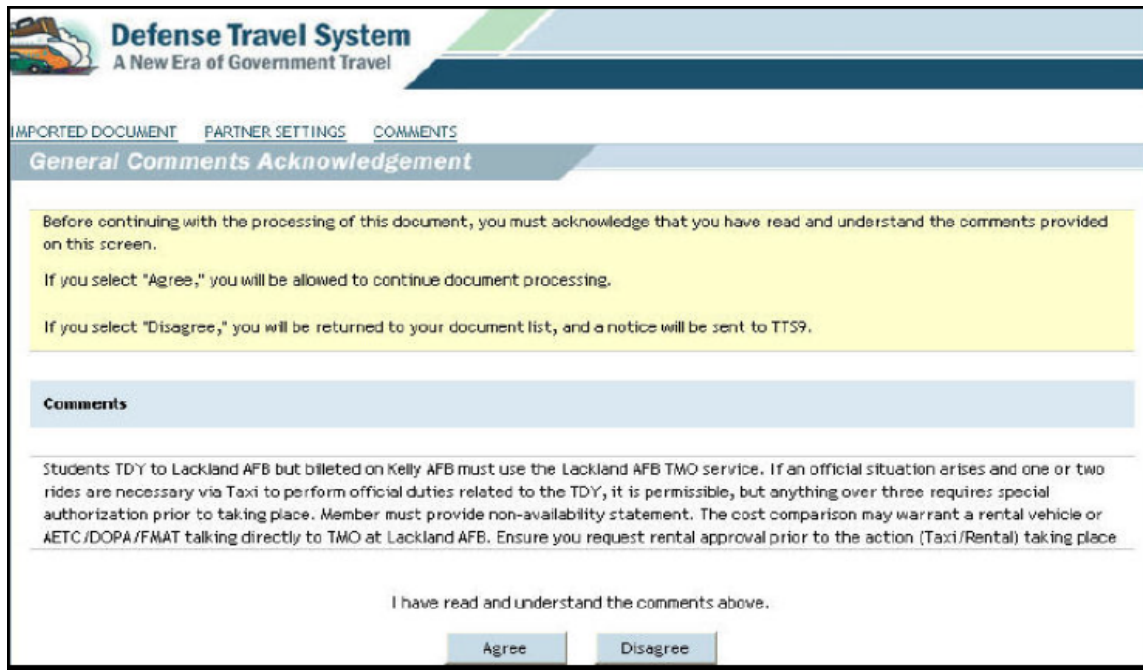 Defense Travel System
A New Era of Government Travel
IMPORTED DOCUMENT PARTNER SETTINGS COMMENTS
General Comments Acknowledgement
Before continuing with the processing of this document, you must acknowledge that you have read and understand the comments provided
on this screen.
If you select "Agree," you will be allowed to continue document processing.
If you select "Disagree," you will be returned to your document list, and a notice will be sent to TTS9.
Comments
Students TDY to Lackland AFB but billeted on Kelly AFB must use the Lackland AFB TMO service. If an official situation arises and one or two
rides are necessary via Taxi to perform official duties related to the TDY, it is permissible, but anything over three requires special
authorization prior to taking place. Member must provide non-availability statement. The cost comparison may warrant a rental vehicle or
AETC/DOPA/FMAT talking directly to TMO at Lackland AFB. Ensure you request rental approval prior to the action (Taxi/Rental) taking place
I have read and understand the comments above.
Agree Disagree